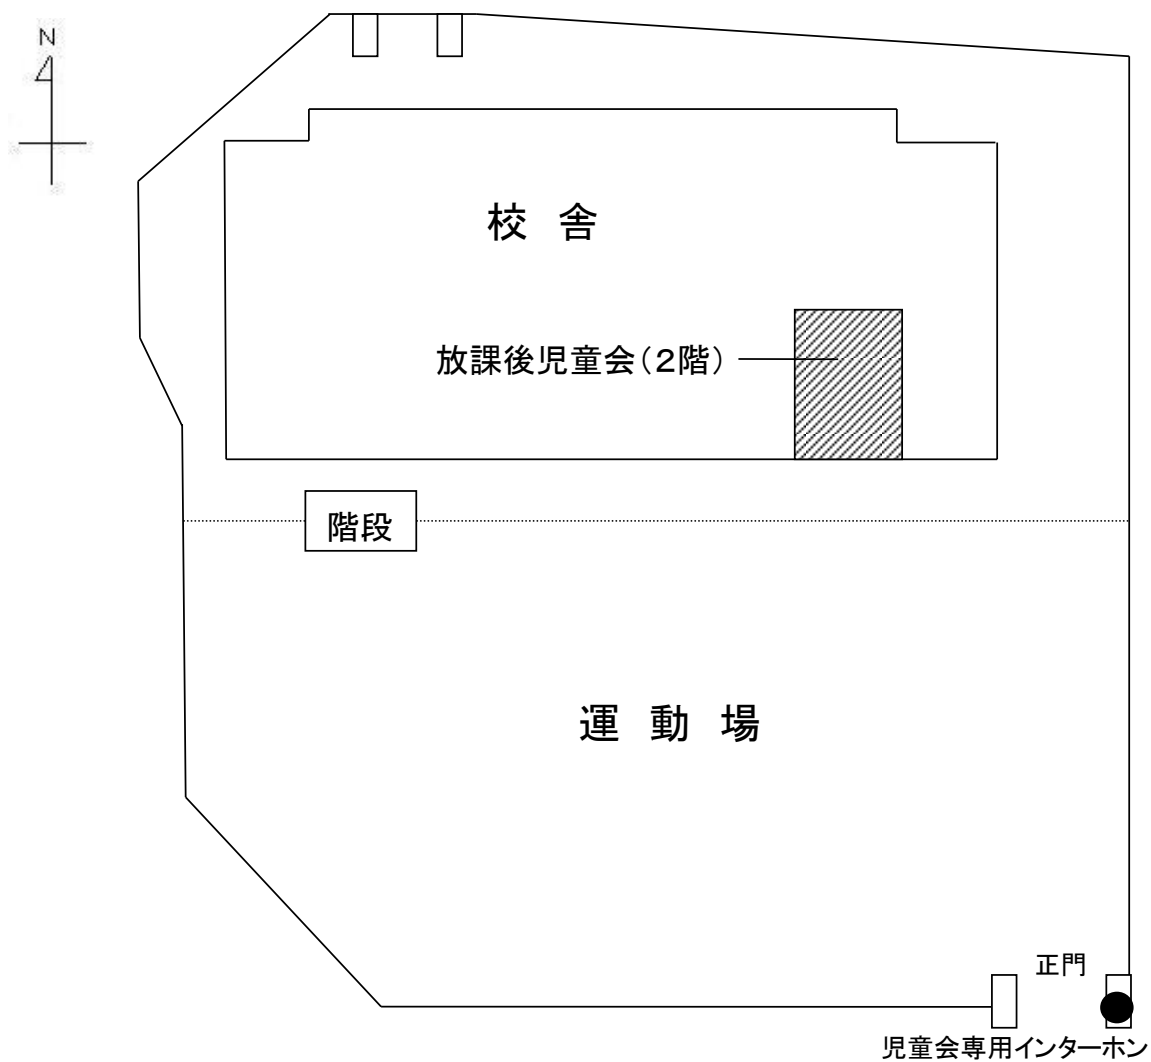 N
校 舎
放課後児童会(2階)
階段
運 動 場
正門
児童会専用インターホン